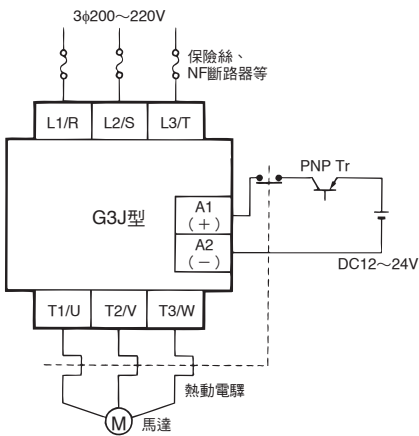 3ϕ200～220V
保險絲、
NF斷路器等
L1/R L2/S L3/T
PNP Tr
A1
(＋)
G3J型
A2
(－)
DC12～24V
T1/U T2/V T3/W
熱動電驛
M 馬達